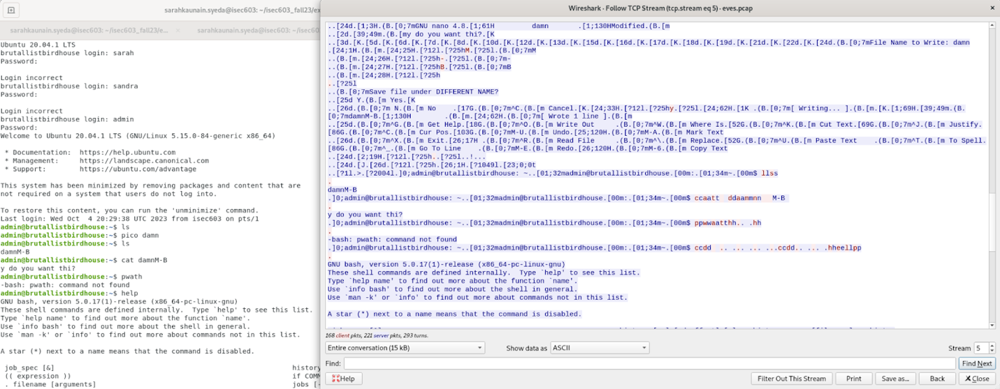 sarahkaunain.syeda@isec603: ~/isec603_fall23/ex
sarahkaunain.syeda@isec603: ~/isec603_fall23/e... × sarahkaunain.syeda@isec603: ~/isec603
Ubuntu 20.04.1 LTS
brutallistbirdhouse login: sarah
Password:
Login incorrect
brutallistbirdhouse login: sandra
Password:
Login incorrect
brutallistbirdhouse login: admin
Password:
Welcome to Ubuntu 20.04.1 LTS (GNU/Linux 5.15.0-84-generic x86_64)
* Documentation:  https://help.ubuntu.com
* Management:     https://landscape.canonical.com
* Support:        https://ubuntu.com/advantage
This system has been minimized by removing packages and content that are
not required on a system that users do not log into.
To restore this content, you can run the 'unminimize' command.
Last login: Wed Oct  4 20:29:38 UTC 2023 from isec603 on pts/1
admin@brutallistbirdhouse:~$ ls
admin@brutallistbirdhouse:~$ pico damn
admin@brutallistbirdhouse:~$ ls
damnM-B
admin@brutallistbirdhouse:~$ cat damnM-B
y do you want thi?
admin@brutallistbirdhouse:~$ pwath
-bash: pwath: command not found
admin@brutallistbirdhouse:~$ help
GNU bash, version 5.0.17(1)-release (x86_64-pc-linux-gnu)
These shell commands are defined internally.  Type `help' to see this list.
Type `help name' to find out more about the function `name'.
Use `info bash' to find out more about the shell in general.
Use `man -k' or `info' to find out more about commands not in this list.
A star (*) next to a name means that the command is disabled.
job_spec [&] history
(( expression )) if COMM
. filename [arguments] jobs [-
Wireshark · Follow TCP Stream (tcp.stream eq 5) · eves.pcap ×
..[24d.[1;3H.(B.[0;7mGNU nano 4.8.[1;61H damn .[1;130HModified.(B.[m
..[2d.[39;49m.(B.[my do you want thi?.[K
..[3d.[K.[5d.[K.[6d.[K.[7d.[K.[8d.[K.[10d.[K.[12d.[K.[13d.[K.[15d.[K.[16d.[K.[17d.[K.[18d.[K.[19d.[K.[21d.[K.[22d.[K.[24d.(B.[0;7mFile Name to Write: damn
.[24;1H.(B.[m.[24;25H.[?12l.[?25hM.[?25l.(B.[0;7mM
..(B.[m.[24;26H.[?12l.[?25h-.[?25l.(B.[0;7m-
..(B.[m.[24;27H.[?12l.[?25hB.[?25l.(B.[0;7mB
..(B.[m.[24;28H.[?12l.[?25h
..[?25l
..(B.[0;7mSave file under DIFFERENT NAME?
..[25d Y.(B.[m Yes.[K
..[26d.(B.[0;7m N.(B.[m No .[17G.(B.[0;7m^C.(B.[m Cancel.[K.[24;33H.[?12l.[?25hy.[?25l.[24;62H.[1K .(B.[0;7m[ Writing... ].(B.[m.[K.[1;69H.[39;49m.(B.
[0;7mdamnM-B.[1;130H .(B.[m.[24;62H.(B.[0;7m[ Wrote 1 line ].(B.[m
..[25d.(B.[0;7m^G.(B.[m Get Help.[18G.(B.[0;7m^O.(B.[m Write Out .(B.[0;7m^W.(B.[m Where Is.[52G.(B.[0;7m^K.(B.[m Cut Text.[69G.(B.[0;7m^J.(B.[m Justify.
[86G.(B.[0;7m^C.(B.[m Cur Pos.[103G.(B.[0;7mM-U.(B.[m Undo.[25;120H.(B.[0;7mM-A.(B.[m Mark Text
..[26d.(B.[0;7m^X.(B.[m Exit.[26;17H .(B.[0;7m^R.(B.[m Read File .(B.[0;7m^\.(B.[m Replace.[52G.(B.[0;7m^U.(B.[m Paste Text .(B.[0;7m^T.(B.[m To Spell.
[86G.(B.[0;7m^_.(B.[m Go To Line .(B.[0;7mM-E.(B.[m Redo.[26;120H.(B.[0;7mM-6.(B.[m Copy Text
..[24d.[2;19H.[?12l.[?25h..[?25l..!...
..[24d.[J.[26d.[?12l.[?25h.[26;1H.[?1049l.[23;0;0t
..[?1l.>.[?2004l.]0;admin@brutallistbirdhouse: ~..[01;32madmin@brutallistbirdhouse.[00m:.[01;34m~.[00m$ llss
.
damnM-B
.]0;admin@brutallistbirdhouse: ~..[01;32madmin@brutallistbirdhouse.[00m:.[01;34m~.[00m$ ccaatt  ddaammnn  M-B
.
y do you want thi?
.]0;admin@brutallistbirdhouse: ~..[01;32madmin@brutallistbirdhouse.[00m:.[01;34m~.[00m$ ppwwaatthh.. .hh
.
-bash: pwath: command not found
.]0;admin@brutallistbirdhouse: ~..[01;32madmin@brutallistbirdhouse.[00m:.[01;34m~.[00m$ ccdd  .. ... ... ...ccdd.. ... .hheellpp
.
GNU bash, version 5.0.17(1)-release (x86_64-pc-linux-gnu)
These shell commands are defined internally.  Type `help' to see this list.
Type `help name' to find out more about the function `name'.
Use `info bash' to find out more about the shell in general.
Use `man -k' or `info' to find out more about commands not in this list.
A star (*) next to a name means that the command is disabled.
168 client pkts, 221 server pkts, 293 turns.
Entire conversation (15 kB) Show data as ASCII Stream 5
Find: Find Next
Help Filter Out This Stream Print Save as... Back Close